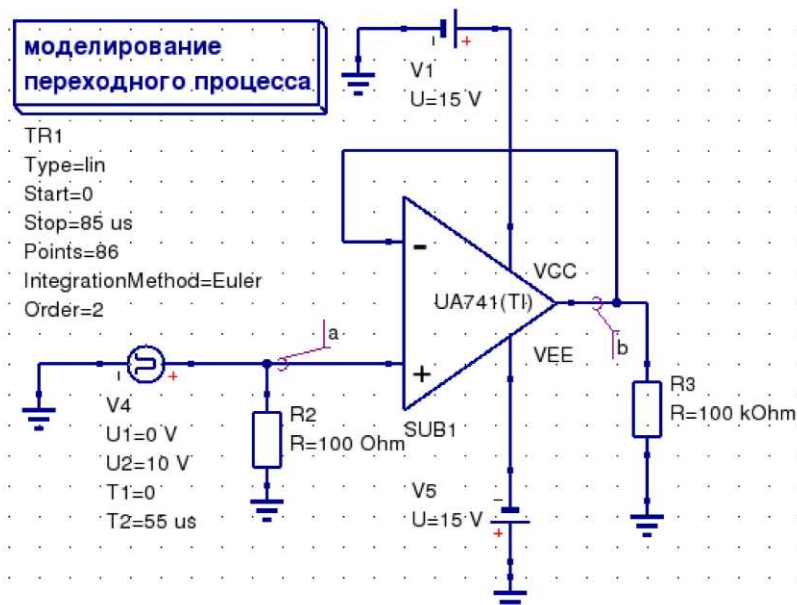 моделирование
переходного процесса
TR1
Type=lin
Start=0
Stop=85 us
Points=86
IntegrationMethod=Euler
Order=2
V1
U=15 V
-
+
VCC
UA741(TI)
VEE
SUB1
a
b
V4
U1=0 V
U2=10 V
T1=0
T2=55 us
R2
R=100 Ohm
V5
U=15 V
R3
R=100 kOhm